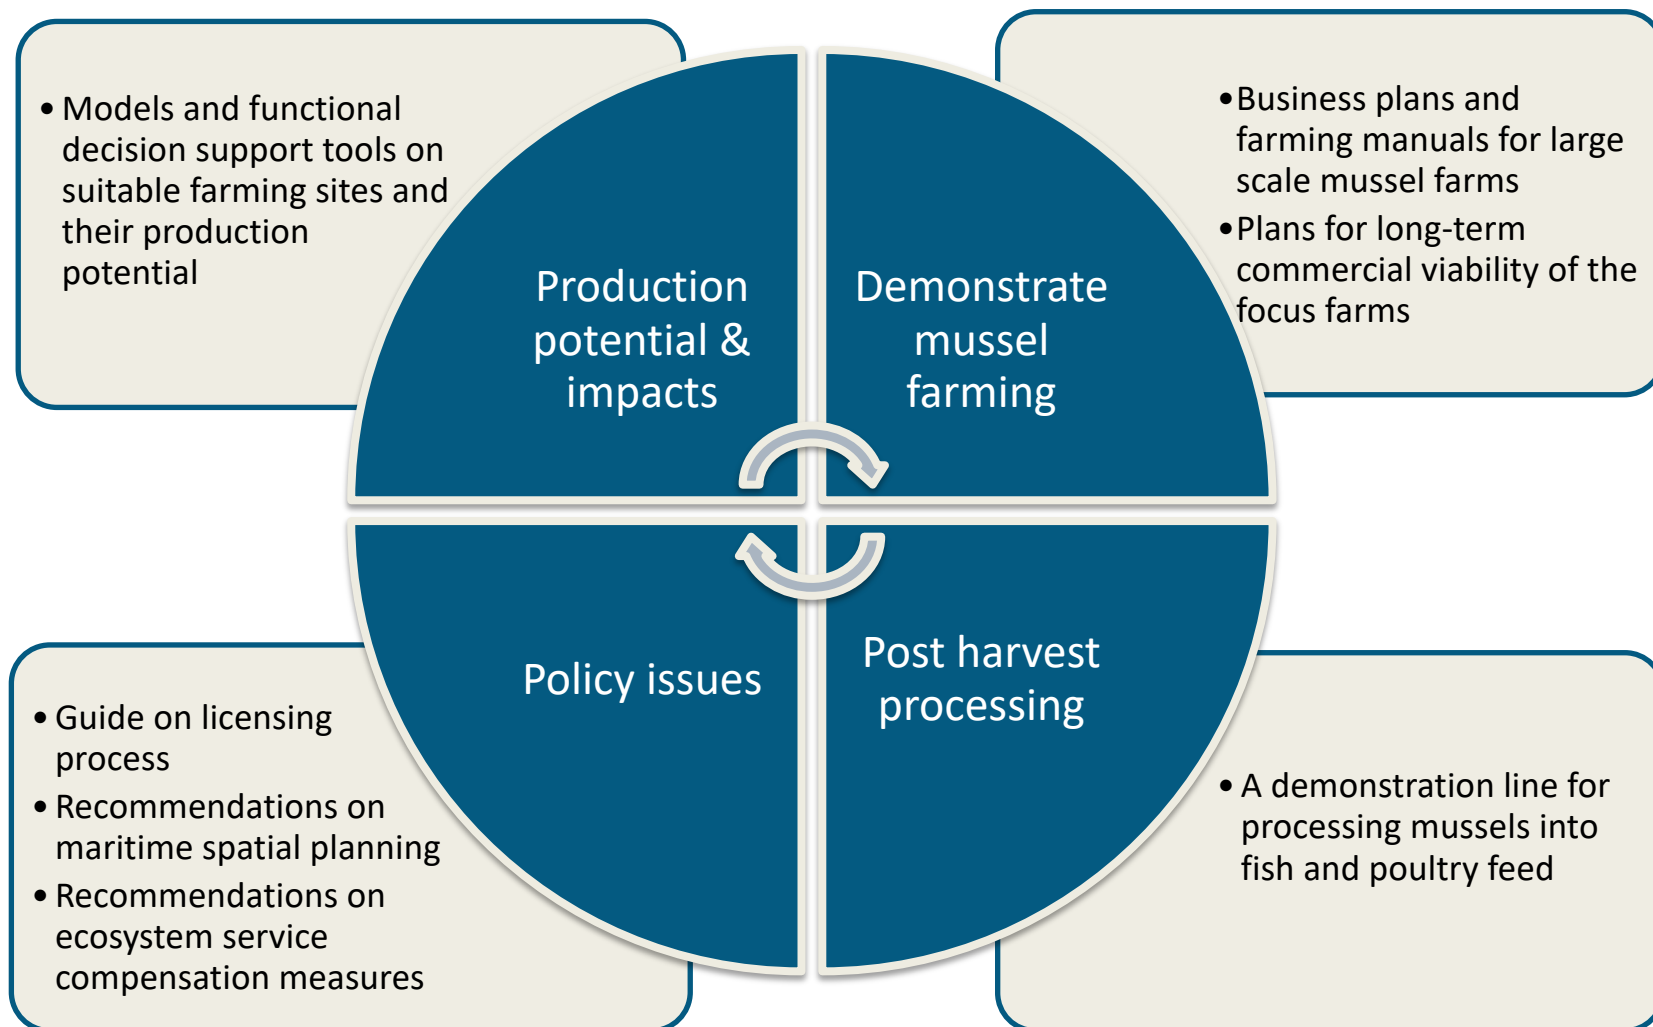 • Models and functional
decision support tools on
suitable farming sites and
their production
potential
Production
potential &
impacts
Demonstrate
mussel
farming
•Business plans and
farming manuals for large
scale mussel farms
•Plans for long-term
commercial viability of the
focus farms
Policy issues
• Guide on licensing
process
• Recommendations on
maritime spatial planning
• Recommendations on
ecosystem service
compensation measures
Post harvest
processing
• A demonstration line for
processing mussels into
fish and poultry feed